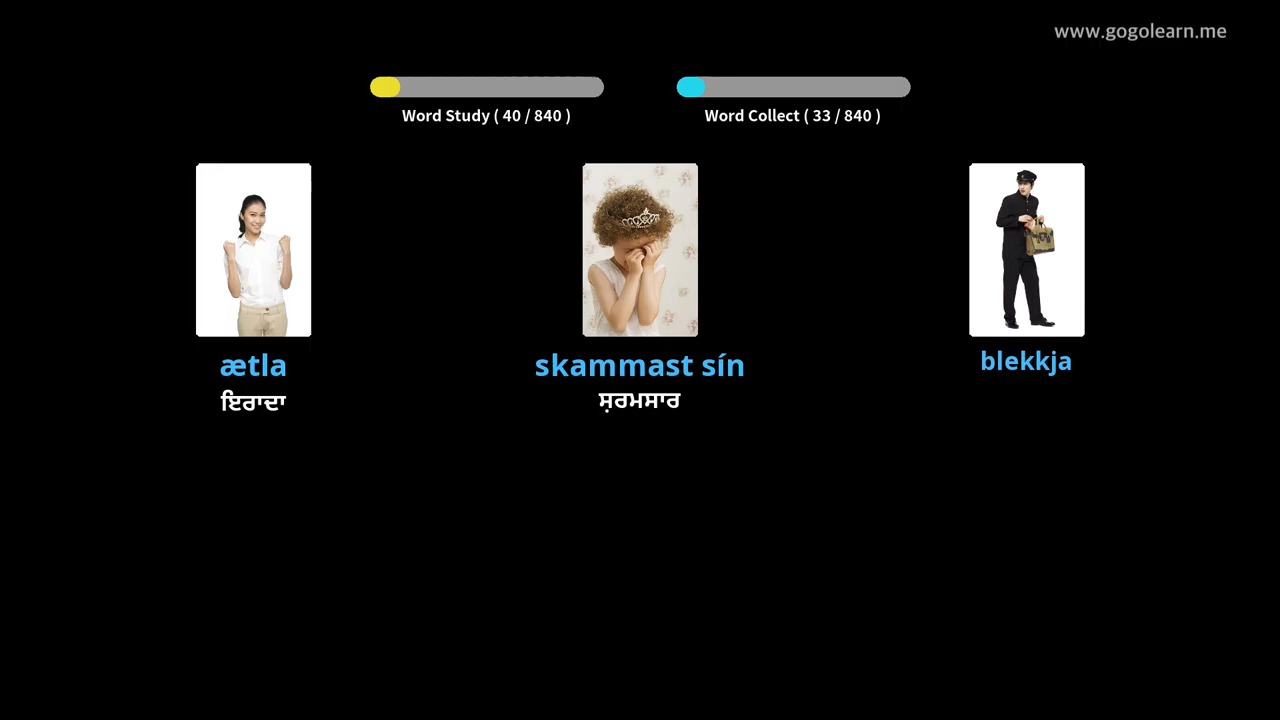 www.gogolearn.me
Word Study ( 40 / 840 )
Word Collect ( 33 / 840 )
ætla
skammast sín
blekkja
ਇਰਾਦਾ
ਸ਼ਰਮਸਾਰ